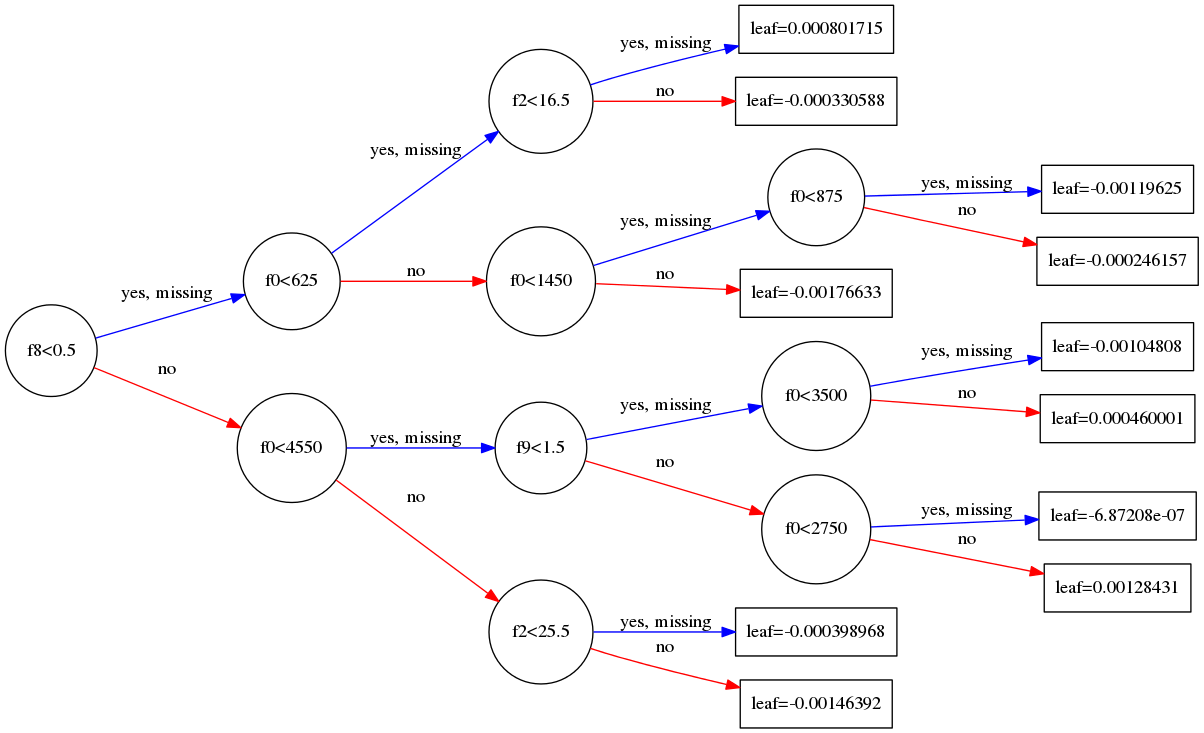 leaf=0.000801715
yes, missing
f2<16.5
no
leaf=-0.000330588
yes, missing
f0<875
yes, missing
leaf=-0.00119625
no
yes, missing
leaf=-0.000246157
f0<625
no
f0<1450
no
leaf=-0.00176633
yes, missing
f8<0.5
no
yes, missing
leaf=-0.00104808
f0<3500
no
yes, missing
leaf=0.000460001
f0<4550
yes, missing
f9<1.5
no
no
yes, missing
leaf=-6.87208e-07
f0<2750
no
leaf=0.00128431
yes, missing
f2<25.5
leaf=-0.000398968
no
leaf=-0.00146392